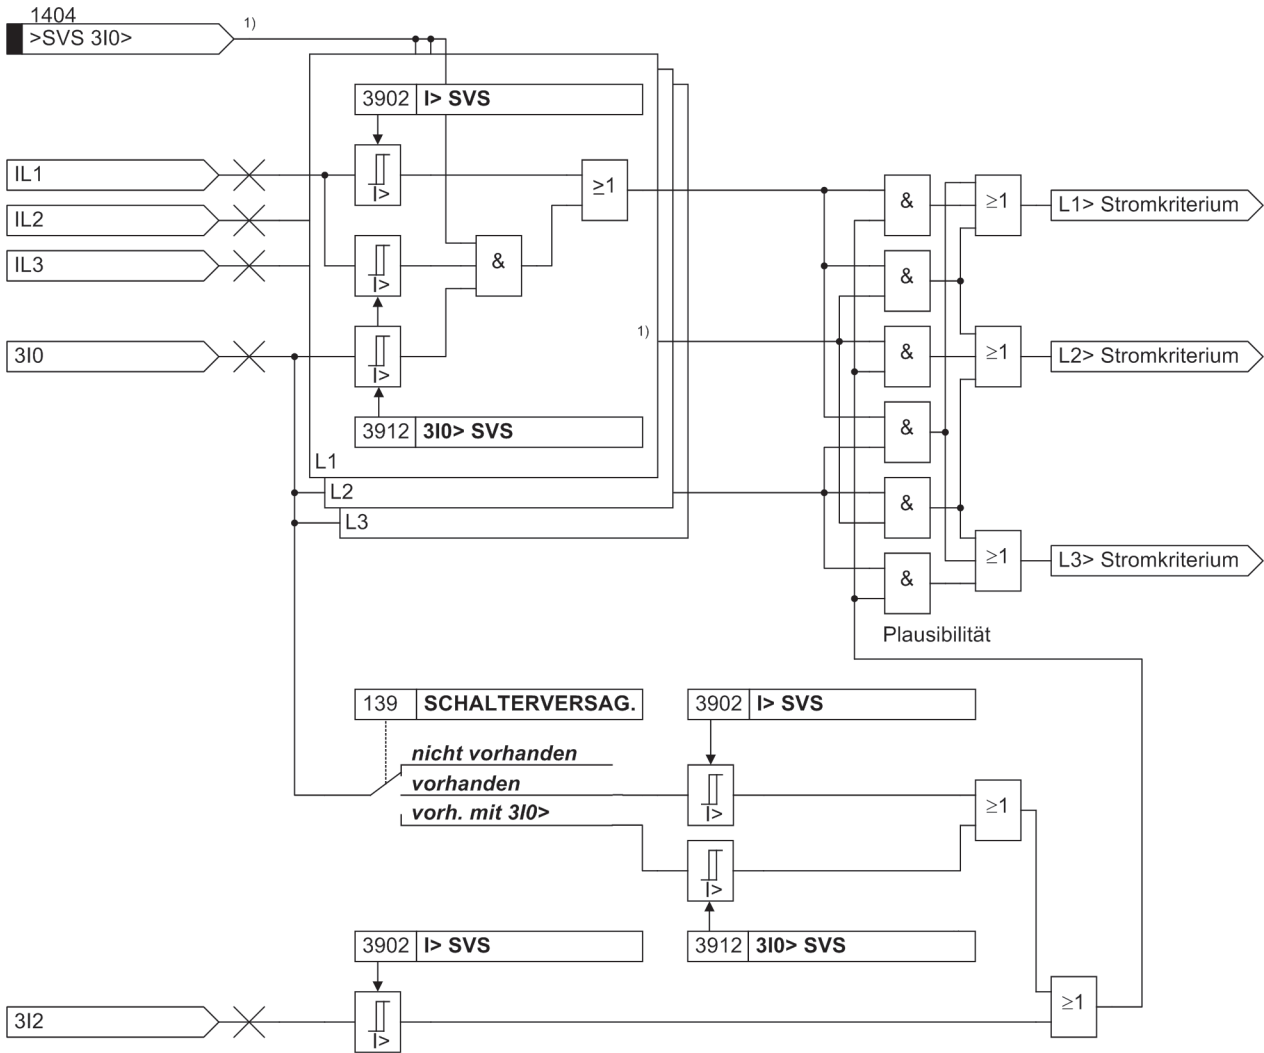 1404
>SVS 3I0>
1)
3902 I> SVS
IL1
I>
≥1
&
≥1
L1> Stromkriterium
IL2
IL3
I>
&
&
3I0
I>
1)
&
≥1
L2> Stromkriterium
3912 3I0> SVS
&
L1
L2
&
L3
≥1
L3> Stromkriterium
&
Plausibilität
139 SCHALTERVERSAG.
3902 I> SVS
nicht vorhanden
vorhanden
I>
≥1
vorh. mit 3I0>
I>
3902 I> SVS
3912 3I0> SVS
3I2
I>
≥1